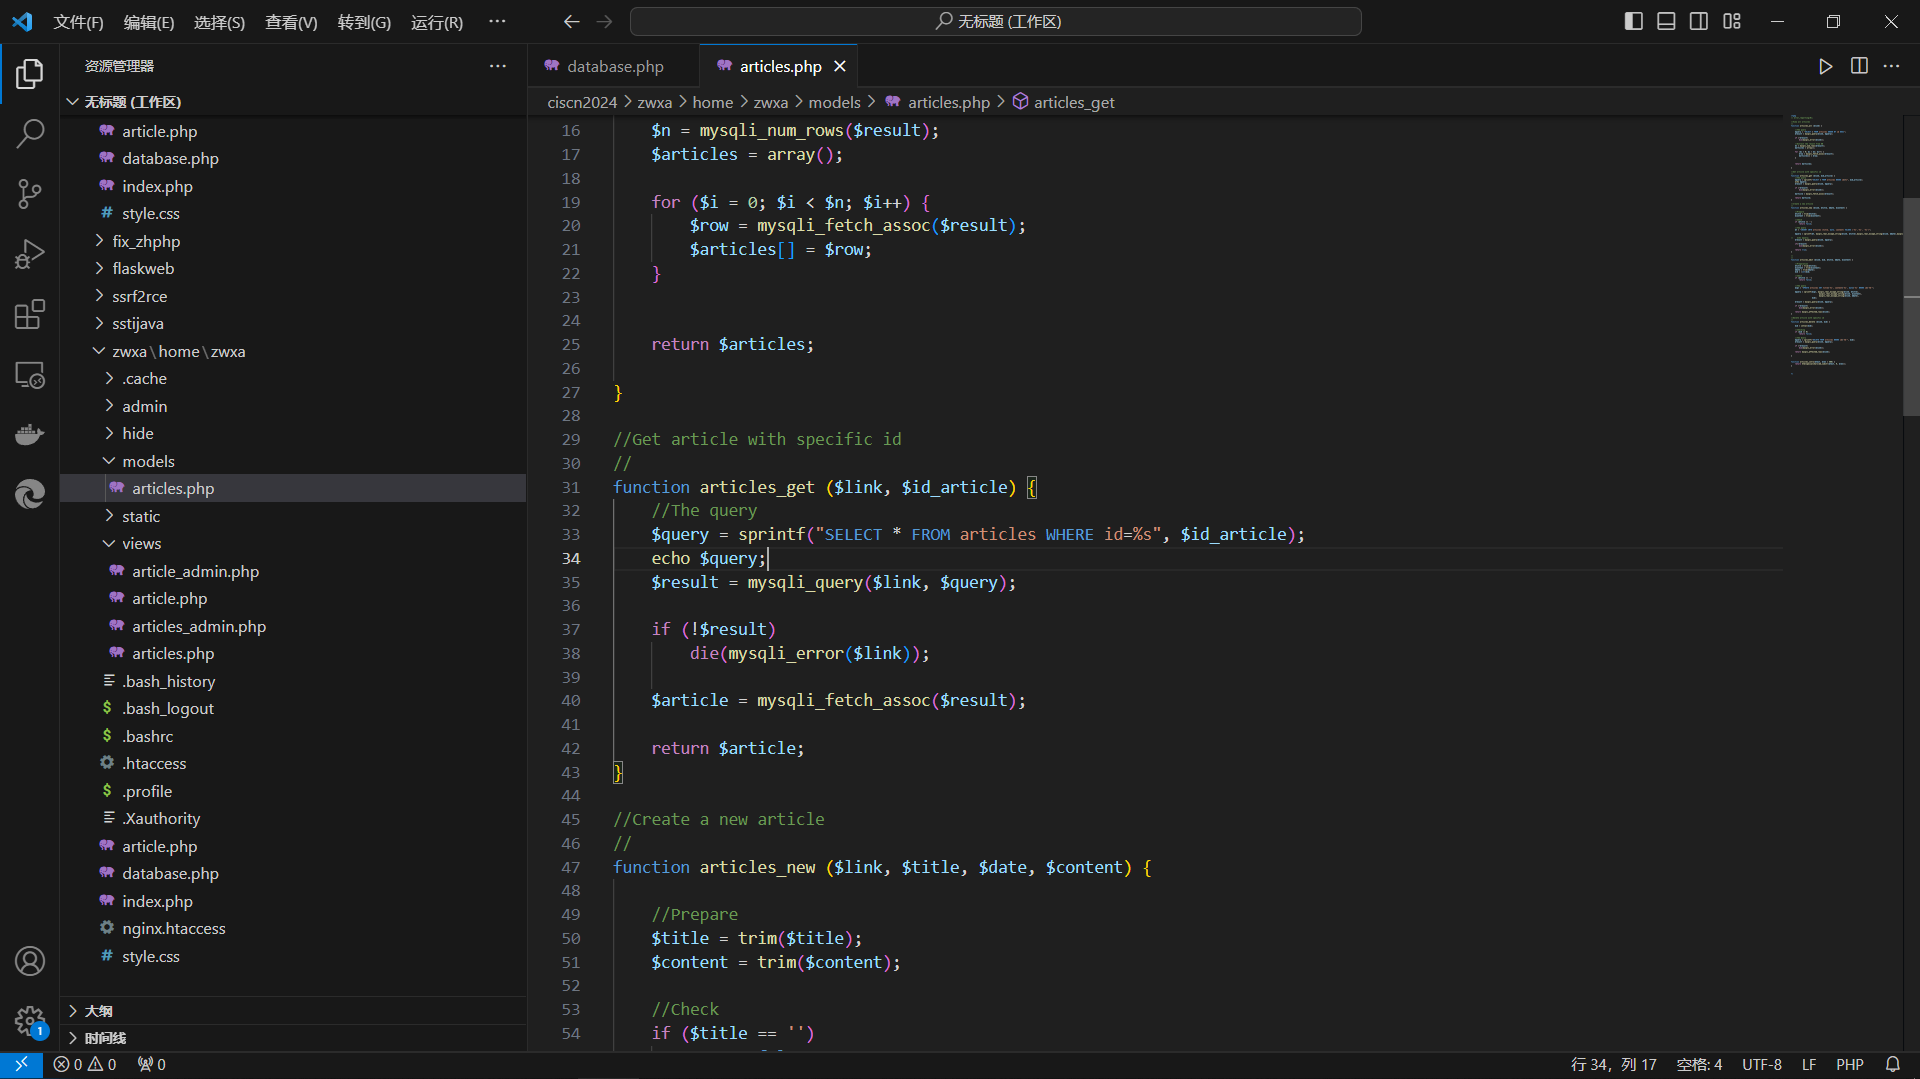 文件(F) 编辑(E) 选择(S) 查看(V) 转到(G) 运行(R) ··· 无标题 (工作区)
资源管理器 ···
无标题 (工作区)
article.php
database.php
index.php
# style.css
fix_zhphp
flaskweb
ssrf2rce
sstijava
zwxa\home\zwxa
.cache
admin
hide
models
articles.php
static
views
article_admin.php
article.php
articles_admin.php
articles.php
.bash_history
$ .bash_logout
$ .bashrc
.htaccess
$ .profile
.Xauthority
article.php
database.php
index.php
nginx.htaccess
# style.css
大纲
时间线
1
database.php articles.php
ciscn2024 > zwxa > home > zwxa > models > articles.php > articles_get
16 $n = mysqli_num_rows($result);
17 $articles = array();
18
19 for ($i = 0; $i < $n; $i++) {
20 $row = mysqli_fetch_assoc($result);
21 $articles[] = $row;
22 }
23
24
25 return $articles;
26
27 }
28
29 //Get article with specific id
30 //
31 function articles_get ($link, $id_article) {
32 //The query
33 $query = sprintf("SELECT * FROM articles WHERE id=%s", $id_article);
34 echo $query;
35 $result = mysqli_query($link, $query);
36
37 if (!$result)
38 die(mysqli_error($link));
39
40 $article = mysqli_fetch_assoc($result);
41
42 return $article;
43 }
44
45 //Create a new article
46 //
47 function articles_new ($link, $title, $date, $content) {
48
49 //Prepare
50 $title = trim($title);
51 $content = trim($content);
52
53 //Check
54 if ($title == '')
0 0 0 行 34，列 17 空格: 4 UTF-8 LF PHP